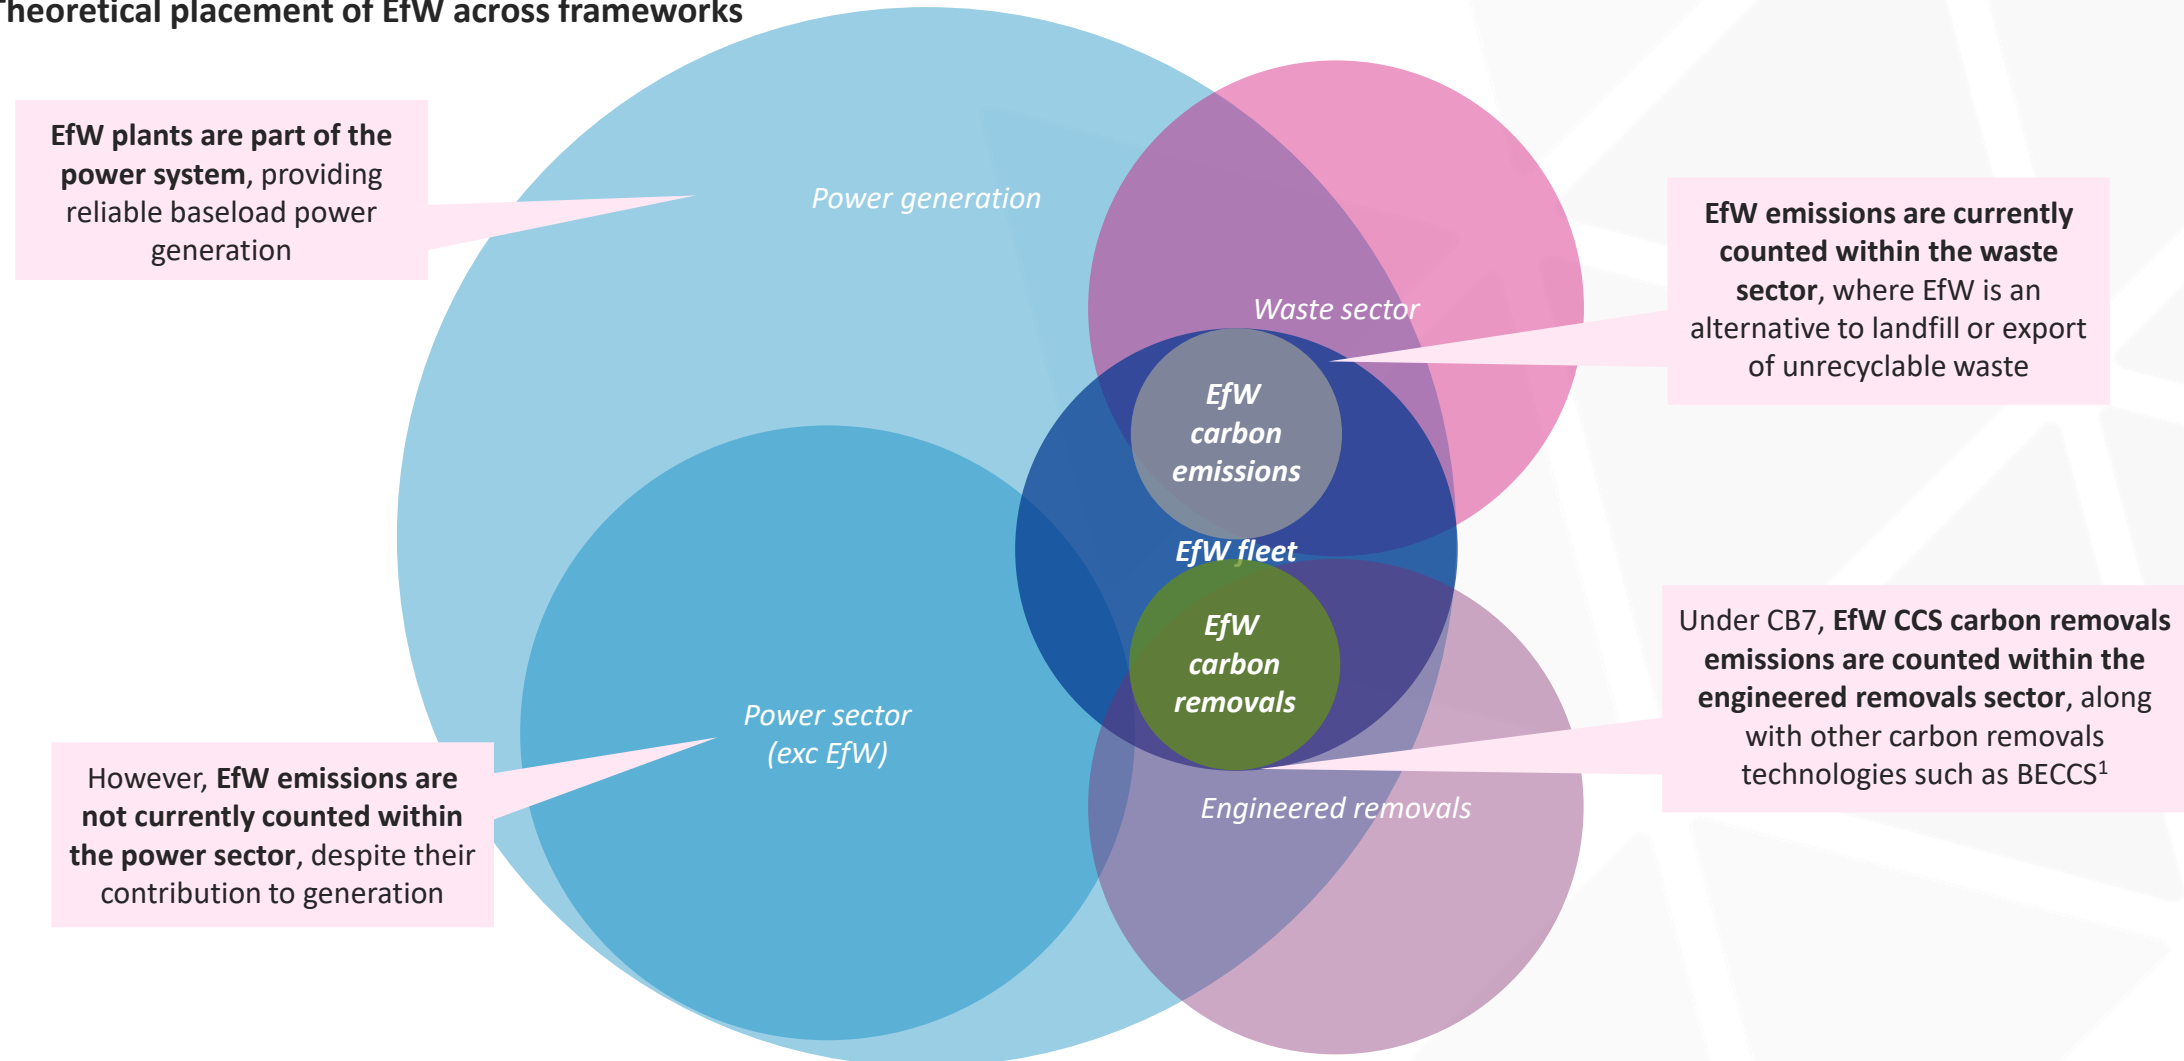 Theoretical placement of EfW across frameworks
EfW plants are part of the
power system, providing
reliable baseload power
generation
Power generation
EfW emissions are currently
counted within the waste
sector, where EfW is an
alternative to landfill or export
of unrecyclable waste
Waste sector
EfW
carbon
emissions
EfW fleet
EfW
carbon
removals
Under CB7, EfW CCS carbon removals
emissions are counted within the
engineered removals sector, along
with other carbon removals
technologies such as BECCS¹
Power sector
(exc EfW)
However, EfW emissions are
not currently counted within
the power sector, despite their
contribution to generation
Engineered removals